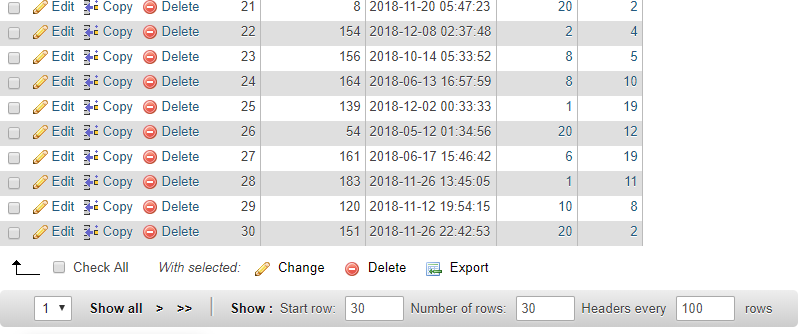 Edit Copy Delete 21 8 2018-11-20 05:47:23 20 2
Edit Copy Delete 22 154 2018-12-08 02:37:48 2 4
Edit Copy Delete 23 156 2018-10-14 05:33:52 8 5
Edit Copy Delete 24 164 2018-06-13 16:57:59 8 10
Edit Copy Delete 25 139 2018-12-02 00:33:33 1 19
Edit Copy Delete 26 54 2018-05-12 01:34:56 20 12
Edit Copy Delete 27 161 2018-06-17 15:46:42 6 19
Edit Copy Delete 28 183 2018-11-26 13:45:05 1 11
Edit Copy Delete 29 120 2018-11-12 19:54:15 10 8
Edit Copy Delete 30 151 2018-11-26 22:42:53 20 2
Check All With selected: Change Delete Export
1 Show all > >> Show : Start row: 30 Number of rows: 30 Headers every 100 rows